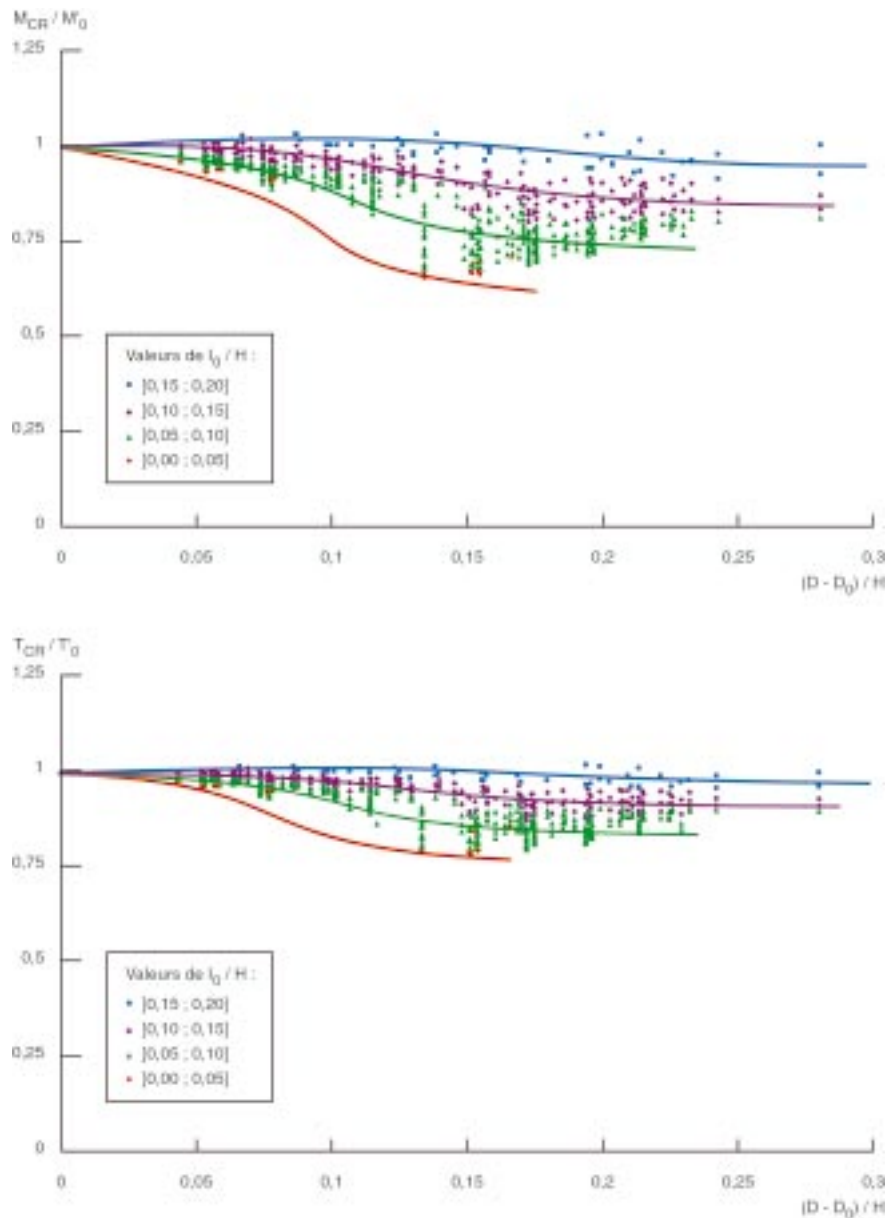 M_CR / M'_0
1,25
1
0,75
0,5
0,25
0
Valeurs de l_0 / H :
]0,15 ; 0,20]
]0,10 ; 0,15]
]0,05 ; 0,10]
]0,00 ; 0,05]
0 0,05 0,1 0,15 0,2 0,25 0,3
(D - D_0) / H
T_CR / T'_0
1,25
1
0,75
0,5
0,25
0
Valeurs de l_0 / H :
]0,15 ; 0,20]
]0,10 ; 0,15]
]0,05 ; 0,10]
]0,00 ; 0,05]
0 0,05 0,1 0,15 0,2 0,25 0,3
(D - D_0) / H